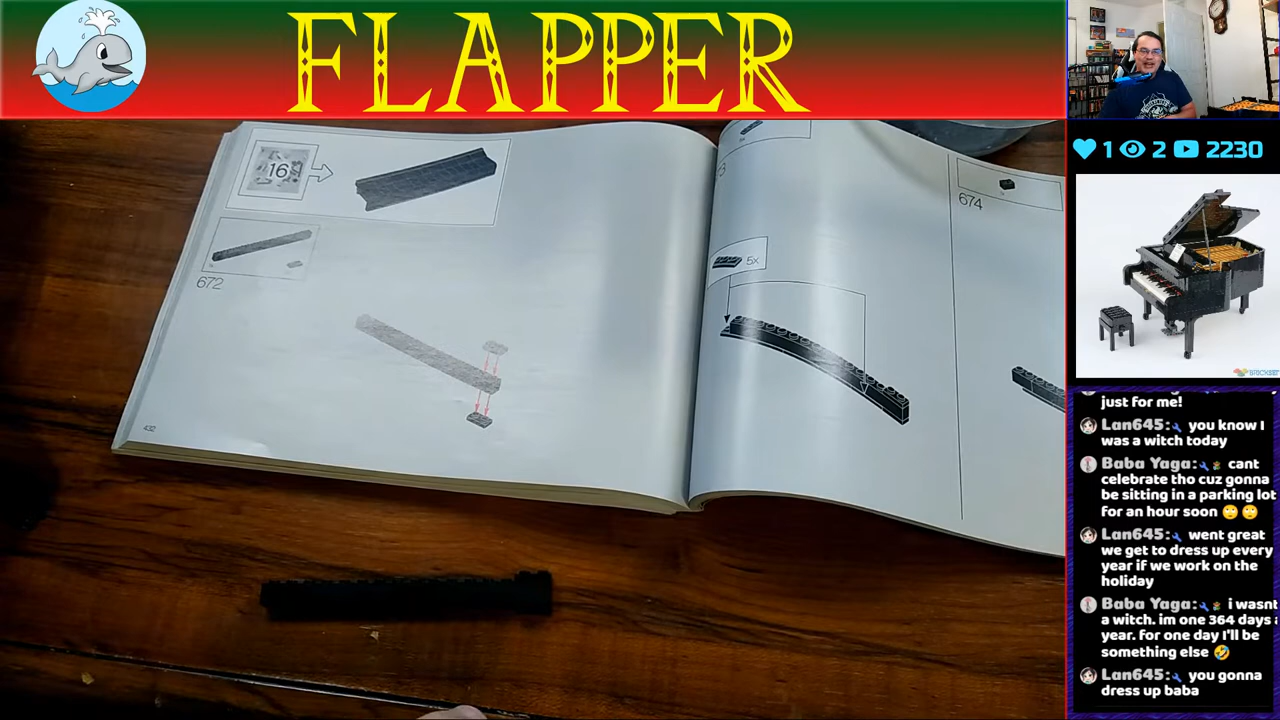 FLAPPER
1 2 2230
16
672
432
5x
674
BRICKSET
just for me!
Lan645: you know I
was a witch today
Baba Yaga: cant
celebrate tho cuz gonna
be sitting in a parking lot
for an hour soon 🙄 🙄
Lan645: went great
we get to dress up every
year if we work on the
holiday
Baba Yaga: i wasnt
a witch. im one 364 days
year. for one day I'll be
something else 🤣
Lan645: you gonna
dress up baba